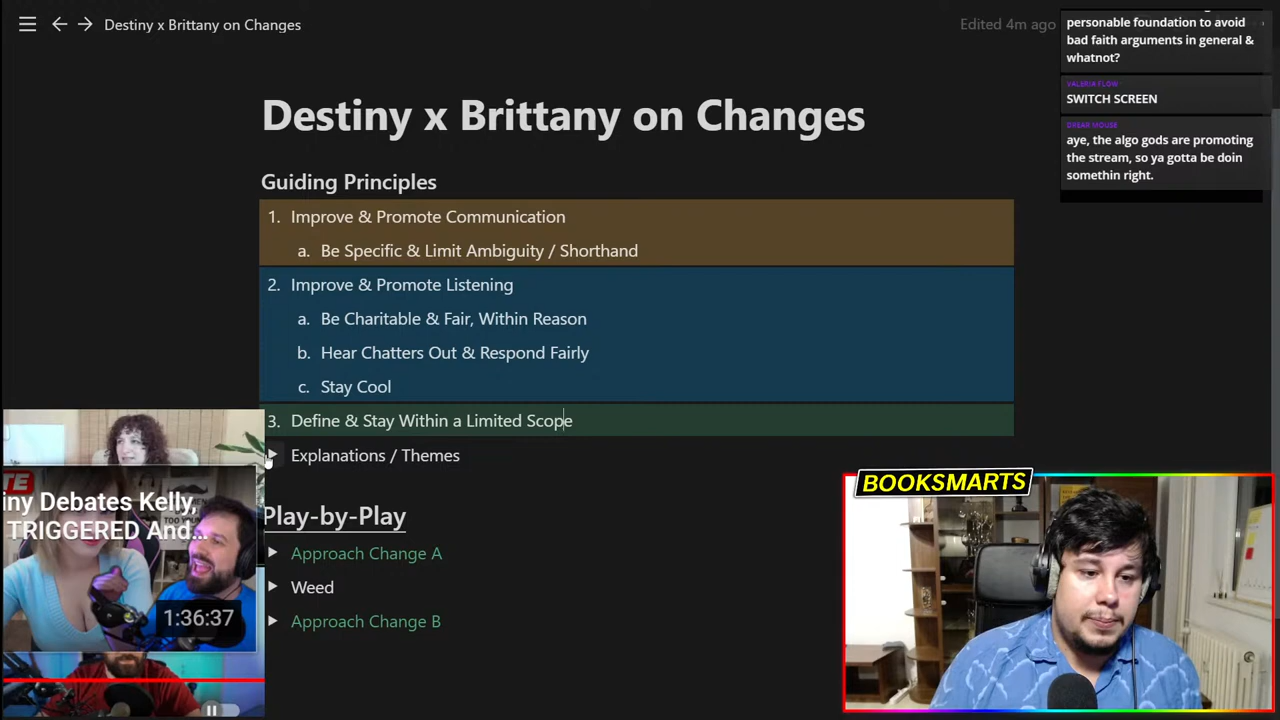 Destiny x Brittany on Changes
Edited 4m ago
personable foundation to avoid
bad faith arguments in general &
whatnot?
VALERIA FLOW
SWITCH SCREEN
DREAR MOUSE
aye, the algo gods are promoting
the stream, so ya gotta be doin
somethin right.
Destiny x Brittany on Changes
Guiding Principles
1. Improve & Promote Communication
a. Be Specific & Limit Ambiguity / Shorthand
2. Improve & Promote Listening
a. Be Charitable & Fair, Within Reason
b. Hear Chatters Out & Respond Fairly
c. Stay Cool
3. Define & Stay Within a Limited Scope
Explanations / Themes
Play-by-Play
Approach Change A
Weed
Approach Change B
iny Debates Kelly,
TRIGGERED And...
1:36:37
BOOKSMARTS